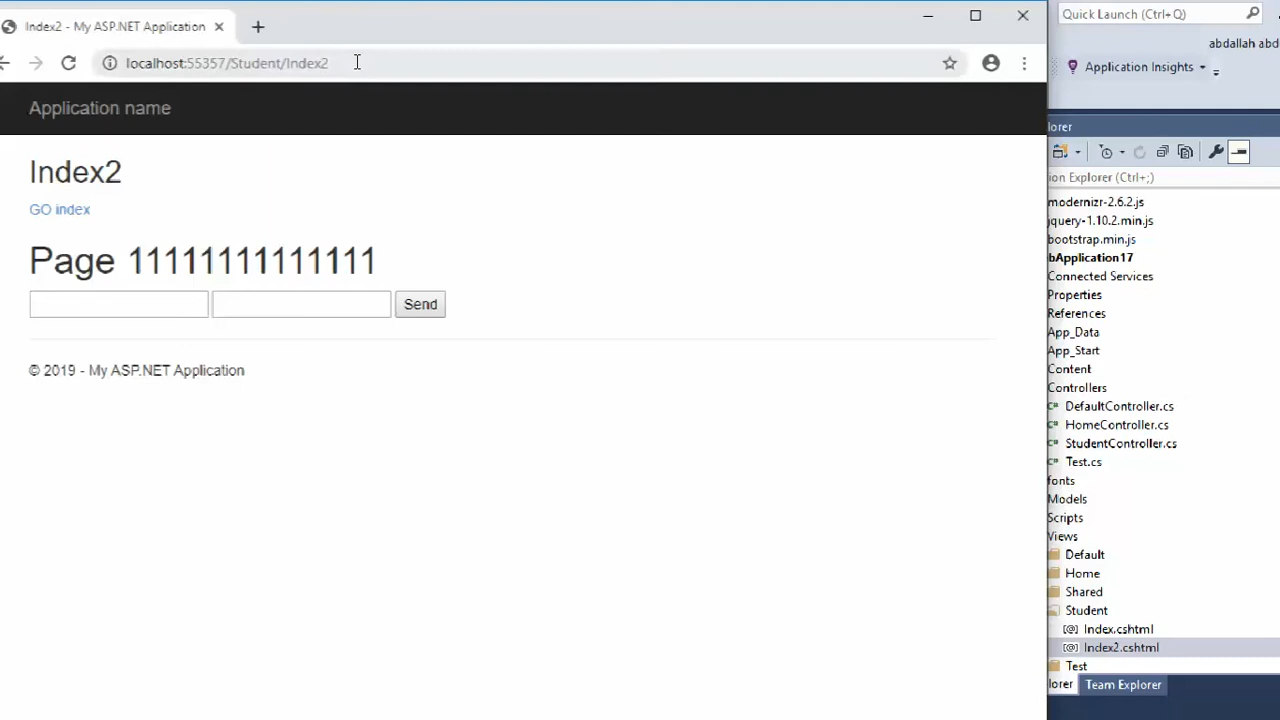 Index2 - My ASP.NET Application
localhost:55357/Student/Index2
Application name
Index2
GO index
Page 11111111111111
Send
© 2019 - My ASP.NET Application
Quick Launch (Ctrl+Q)
abdallah abd
Application Insights
lorer
ion Explorer (Ctrl+;)
modernizr-2.6.2.js
jquery-1.10.2.min.js
bootstrap.min.js
bApplication17
Connected Services
Properties
References
App_Data
App_Start
Content
Controllers
C# DefaultController.cs
C# HomeController.cs
C# StudentController.cs
C# Test.cs
fonts
Models
Scripts
Views
Default
Home
Shared
Student
[@] Index.cshtml
[@] Index2.cshtml
Test
lorer Team Explorer